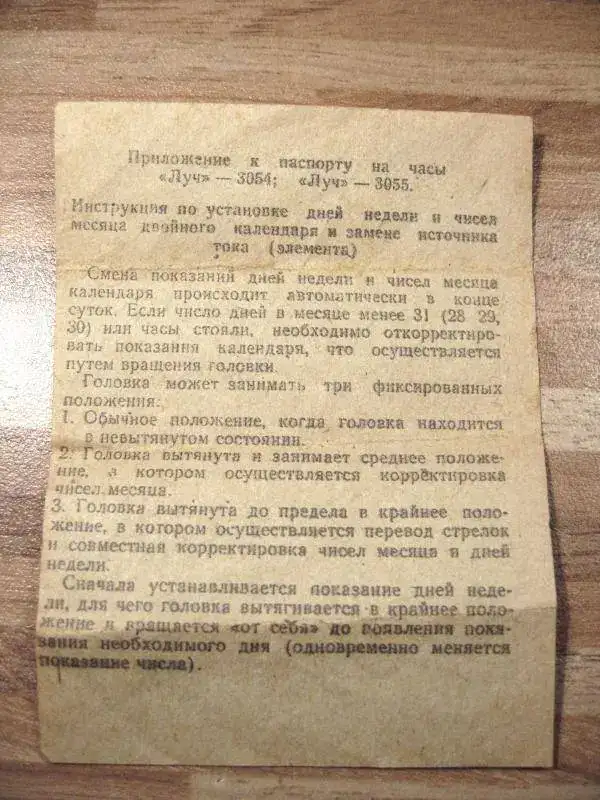 Приложение к паспорту на часы
«Луч» — 3054; «Луч» — 3055.
Инструкция по установке дней недели и чисел
месяца двойного календаря и замене источника
тока (элемента)
Смена показаний дней недели и чисел месяца
календаря происходит автоматически в конце
суток. Если число дней в месяце менее 31 (28 29,
30) или часы стояли, необходимо откорректиро-
вать показания календаря, что осуществляется
путем вращения головки.
Головка может занимать три фиксированных
положения:
1. Обычное положение, когда головка находится
в невытянутом состоянии.
2. Головка вытянута и занимает среднее положе-
ние, в котором осуществляется корректировка
чисел месяца.
3. Головка вытянута до предела в крайнее поло-
жение, в котором осуществляется перевод стрелок
и совместная корректировка чисел месяца и дней
недели.
Сначала устанавливается показание дней неде-
ли, для чего головка вытягивается в крайнее поло-
жение и вращается «от себя» до появления пока-
зания необходимого дня (одновременно меняется
показание числа).